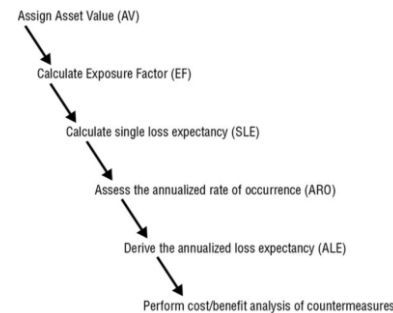 Assign Asset Value (AV)
Calculate Exposure Factor (EF)
Calculate single loss expectancy (SLE)
Assess the annualized rate of occurrence (ARO)
Derive the annualized loss expectancy (ALE)
Perform cost/benefit analysis of countermeasures